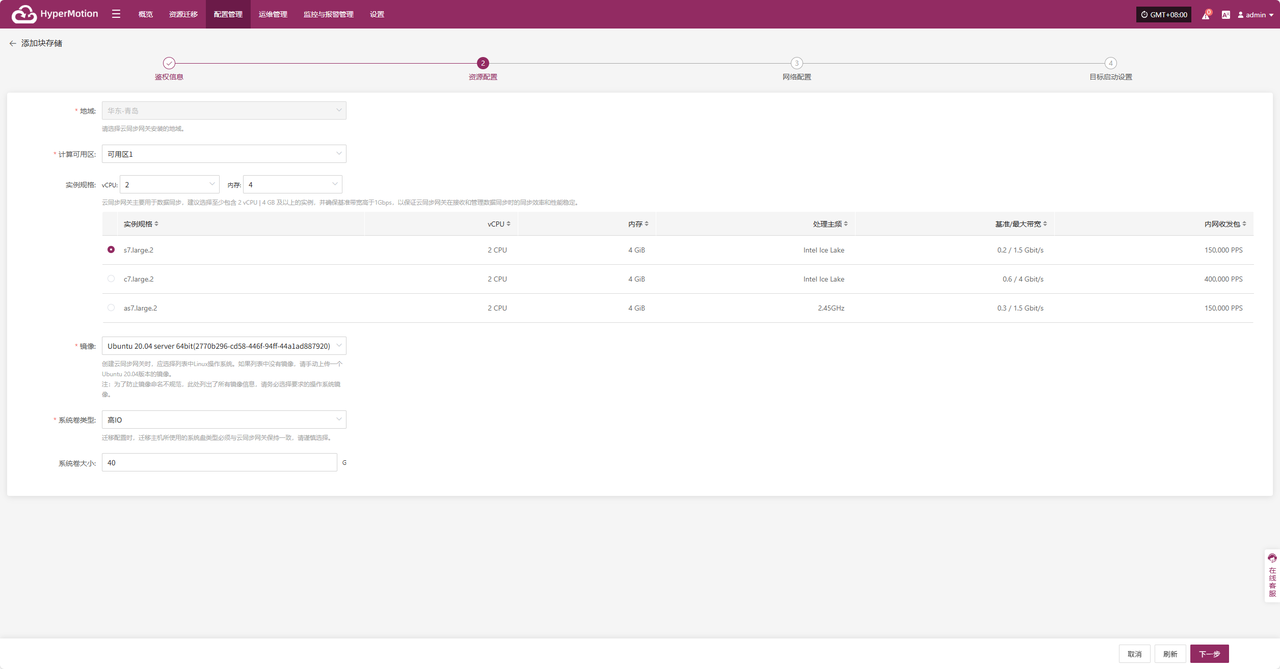 HyperMotion 概览 资源迁移 配置管理 运维管理 监控与报警管理 设置 GMT+08:00 admin
添加块存储
2 3 4
鉴权信息 资源配置 网络配置 目标启动设置
* 地域: 华东-青岛
请选择云同步网关安装的地域。
* 计算可用区: 可用区1
实例规格: vCPU: 2 内存: 4
云同步网关主要用于数据同步，建议选择至少包含 2 vCPU | 4 GB 及以上的实例，并确保基准带宽高于1Gbps，以保证云同步网关在接收和管理数据同步时的同步效率和性能稳定。
实例规格 vCPU 内存 处理主频 基准/最大带宽 内网收发包
s7.large.2 2 CPU 4 GiB Intel Ice Lake 0.2 / 1.5 Gbit/s 150,000 PPS
c7.large.2 2 CPU 4 GiB Intel Ice Lake 0.6 / 4 Gbit/s 400,000 PPS
as7.large.2 2 CPU 4 GiB 2.45GHz 0.3 / 1.5 Gbit/s 150,000 PPS
* 镜像: Ubuntu 20.04 server 64bit(2770b296-cd58-446f-94ff-44a1ad887920)
创建云同步网关时，应选择列表中Linux操作系统。如果列表中没有镜像，请手动上传一个
Ubuntu 20.04版本的镜像。
注：为了防止镜像命名不规范，此处列出了所有镜像信息，请务必选择要求的操作系统镜
像。
* 系统卷类型: 高IO
迁移配置时，迁移主机所使用的系统盘类型必须与云同步网关保持一致，请谨慎选择。
系统卷大小: 40 G
在线客服
取消 刷新 下一步